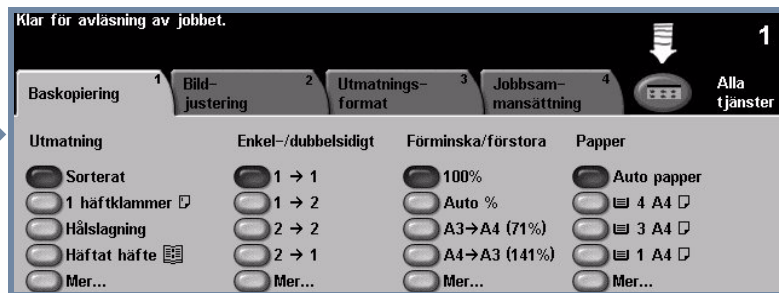 Klar för avläsning av jobbet.
1
Baskopiering 1
Bild-
justering 2
Utmatnings-
format 3
Jobbsam-
mansättning 4
Alla
tjänster
Utmatning
Sorterat
1 häftklammer
Hålslagning
Häftat häfte
Mer...
Enkel-/dubbelsidigt
1 → 1
1 → 2
2 → 2
2 → 1
Mer...
Förminska/förstora
100%
Auto %
A3→A4 (71%)
A4→A3 (141%)
Mer...
Papper
Auto papper
4 A4
3 A4
1 A4
Mer...